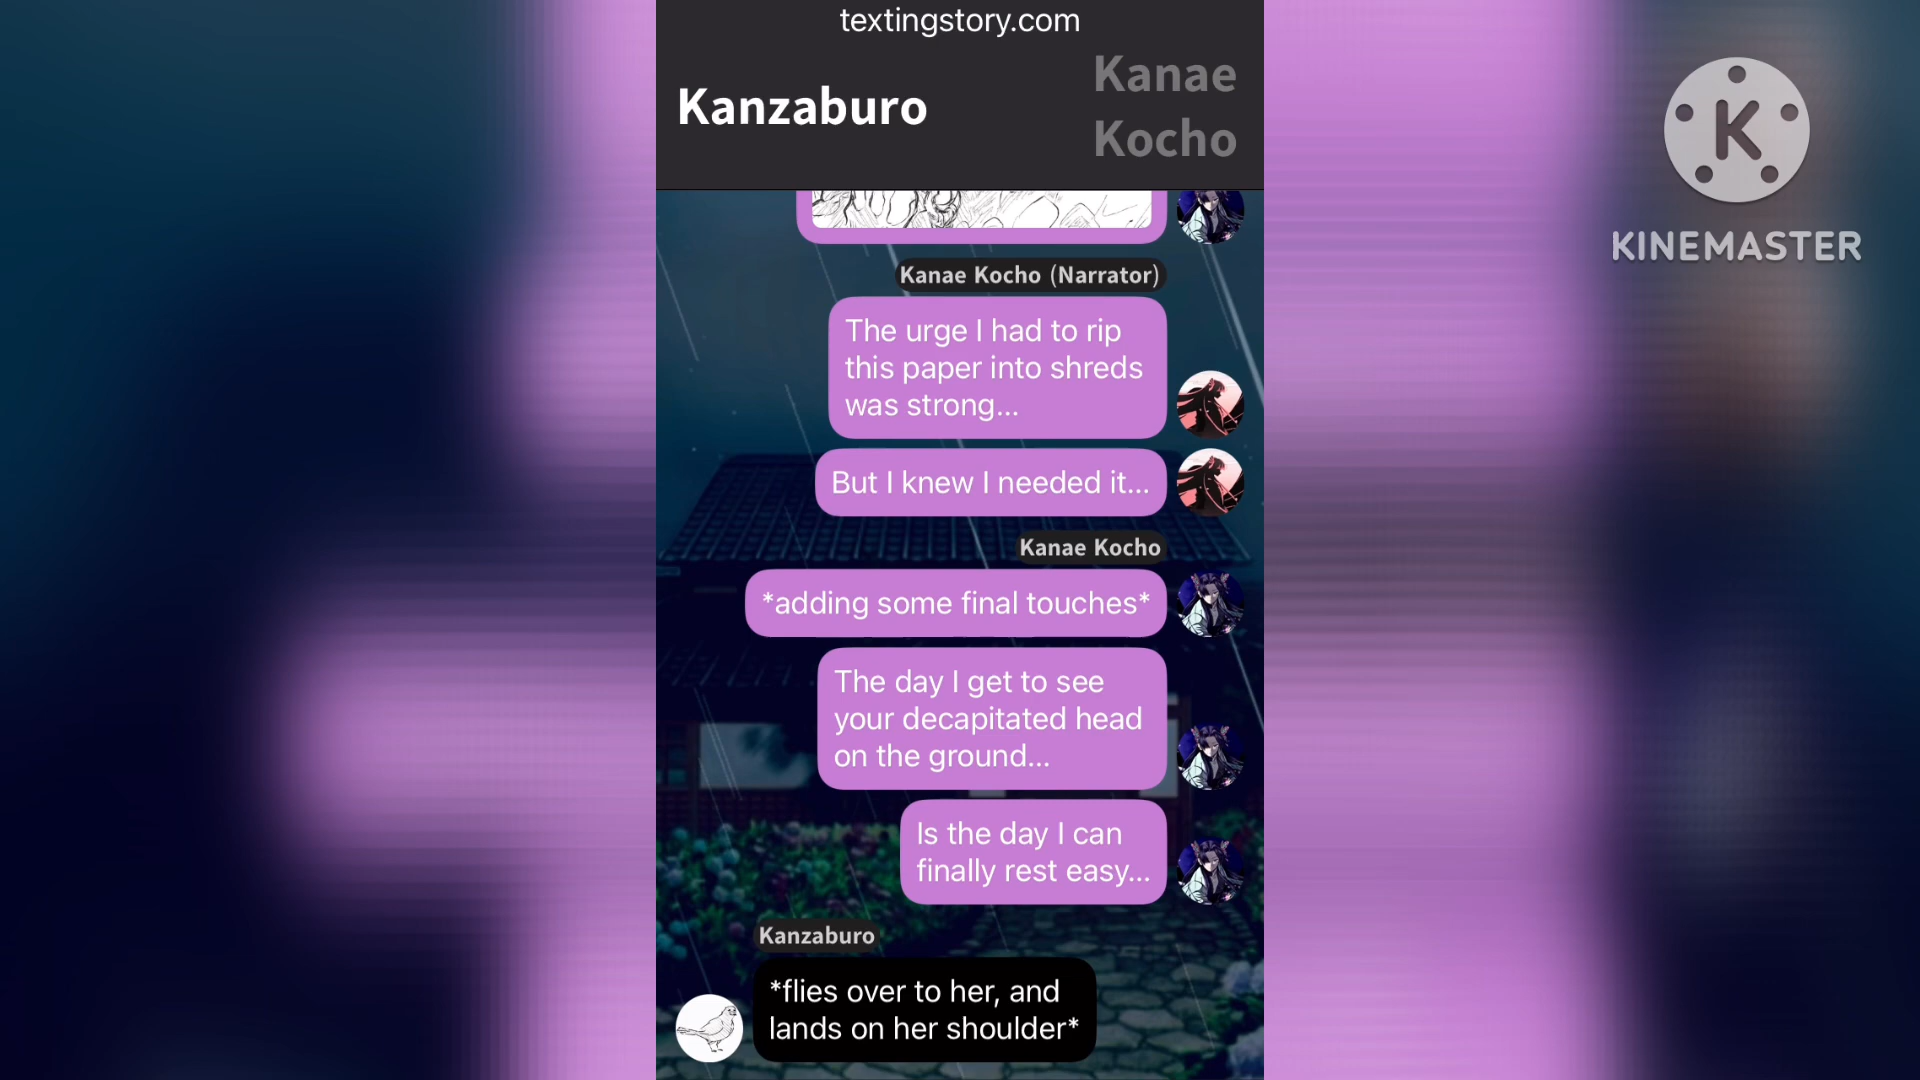 textingstory.com
Kanzaburo
Kanae
Kocho
K
KINEMASTER
Kanae Kocho (Narrator)
The urge I had to rip
this paper into shreds
was strong...
But I knew I needed it...
Kanae Kocho
*adding some final touches*
The day I get to see
your decapitated head
on the ground...
Is the day I can
finally rest easy...
Kanzaburo
*flies over to her, and
lands on her shoulder*